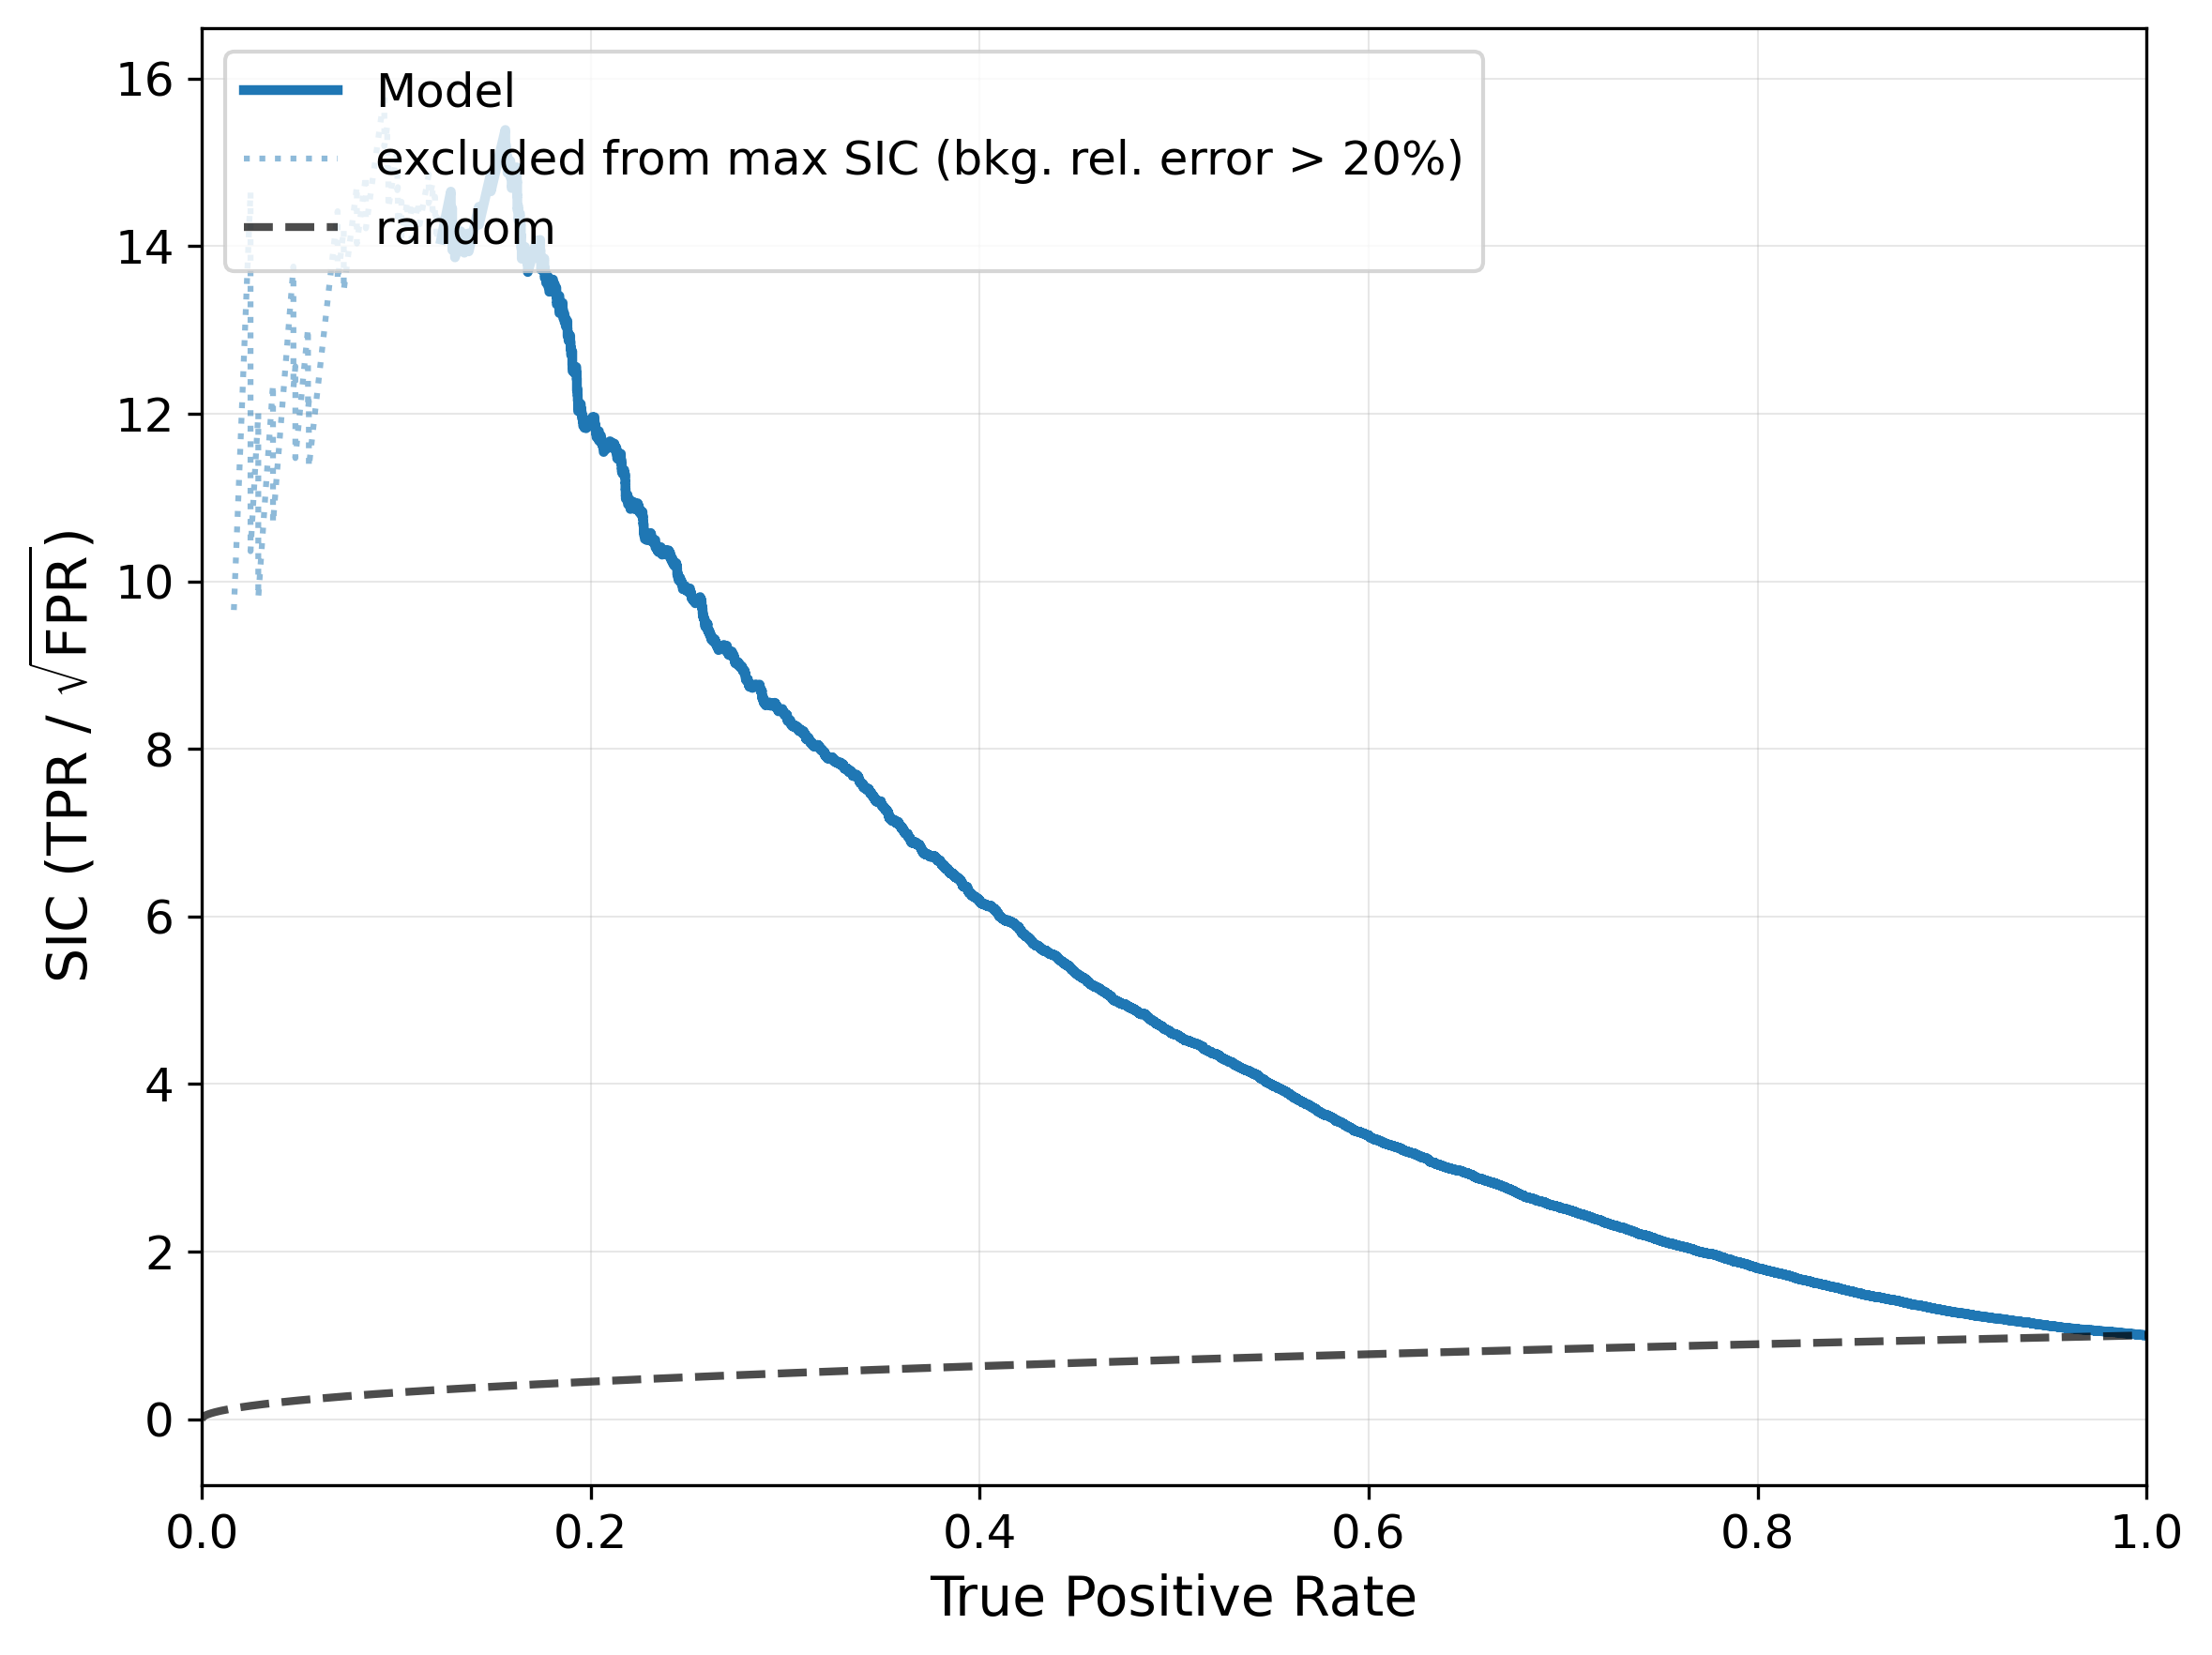 16
14
12
10
8
6
4
2
0
SIC (TPR / √FPR)
Model
excluded from max SIC (bkg. rel. error > 20%)
random
0.0 0.2 0.4 0.6 0.8 1.0
True Positive Rate